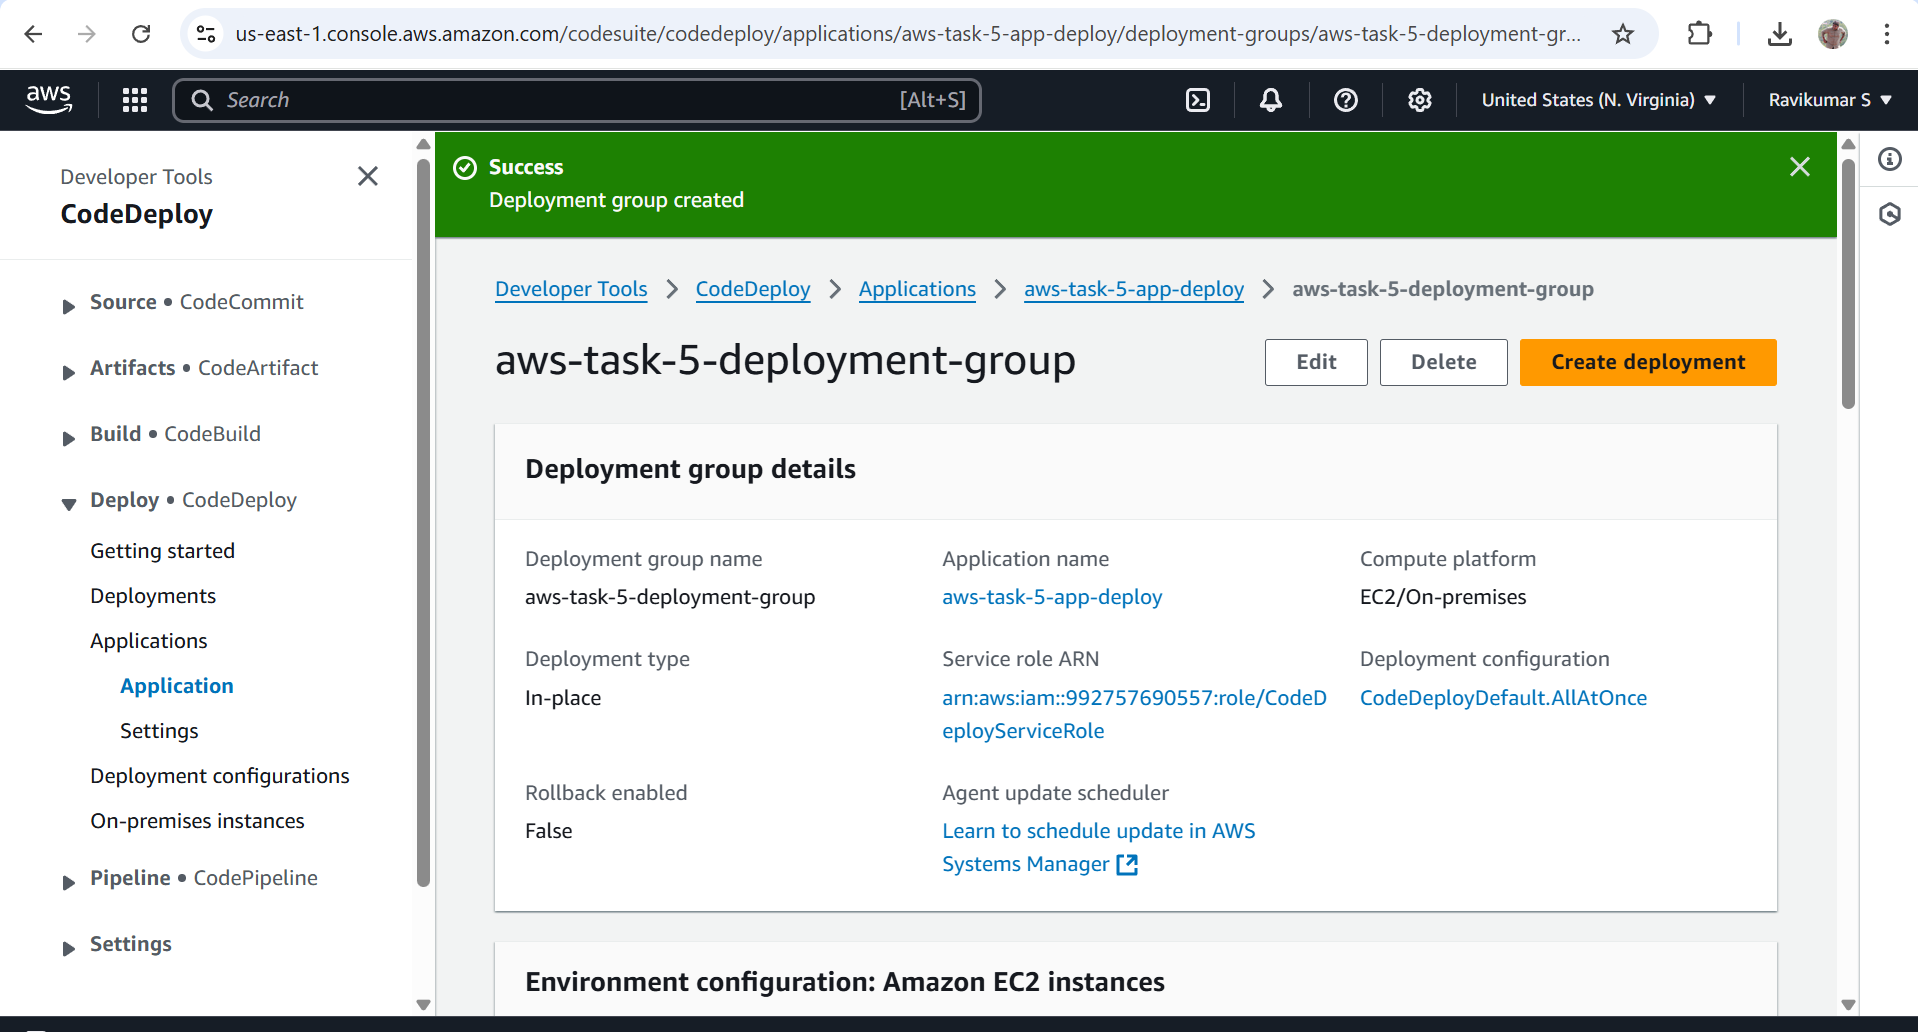 us-east-1.console.aws.amazon.com/codesuite/codedeploy/applications/aws-task-5-app-deploy/deployment-groups/aws-task-5-deployment-gr...
aws
Search
[Alt+S]
United States (N. Virginia)
Ravikumar S
Developer Tools
CodeDeploy
Source • CodeCommit
Artifacts • CodeArtifact
Build • CodeBuild
Deploy • CodeDeploy
Getting started
Deployments
Applications
Application
Settings
Deployment configurations
On-premises instances
Pipeline • CodePipeline
Settings
Success
Deployment group created
Developer Tools > CodeDeploy > Applications > aws-task-5-app-deploy > aws-task-5-deployment-group
aws-task-5-deployment-group
Edit
Delete
Create deployment
Deployment group details
Deployment group name
aws-task-5-deployment-group
Application name
aws-task-5-app-deploy
Compute platform
EC2/On-premises
Deployment type
In-place
Service role ARN
arn:aws:iam::992757690557:role/CodeD
eployServiceRole
Deployment configuration
CodeDeployDefault.AllAtOnce
Rollback enabled
False
Agent update scheduler
Learn to schedule update in AWS
Systems Manager
Environment configuration: Amazon EC2 instances